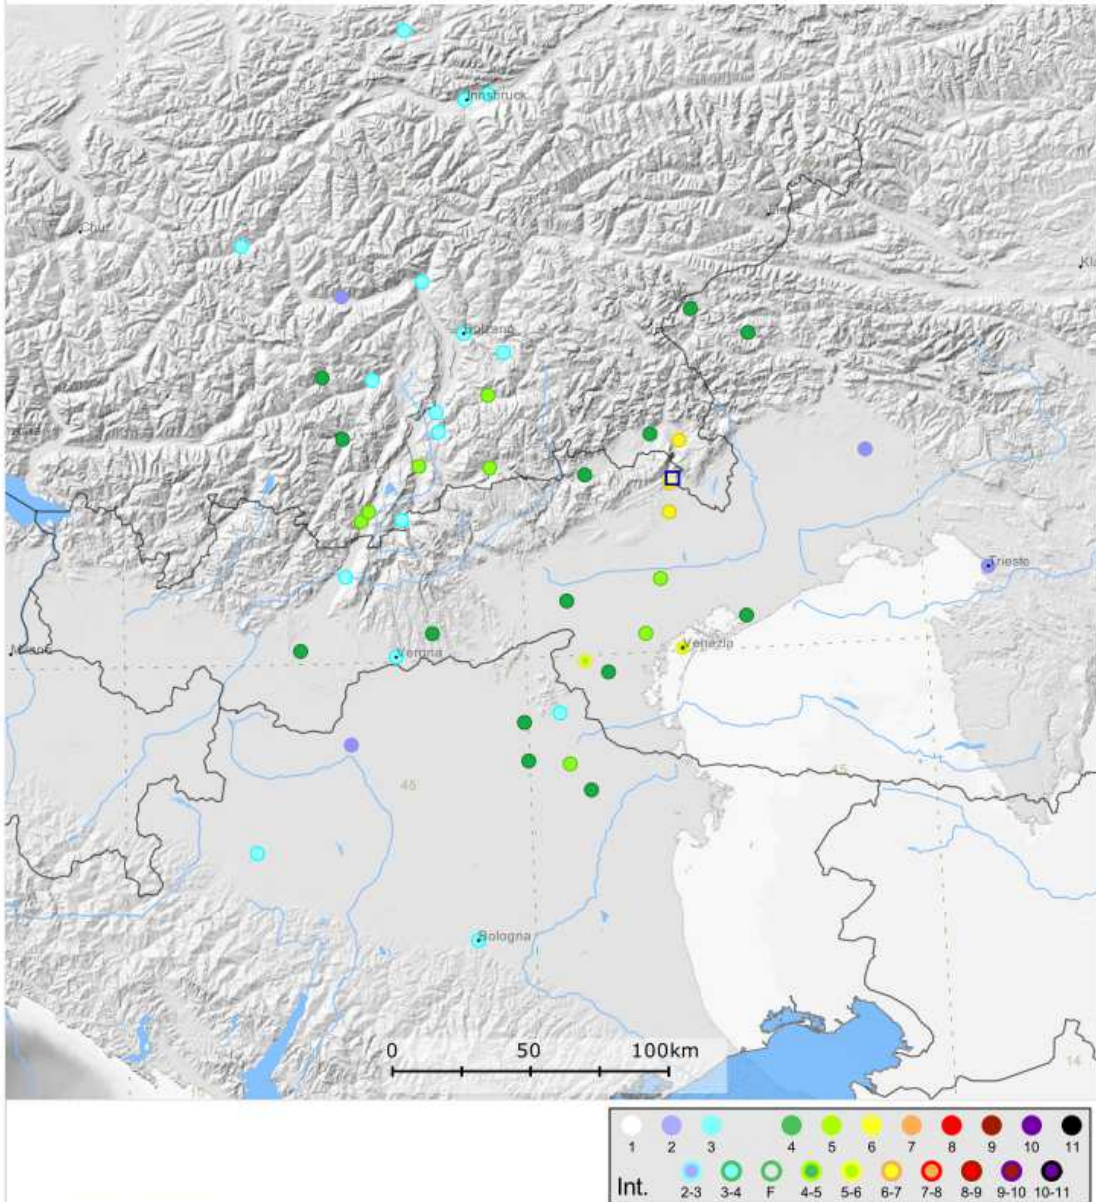 Innsbruck
Chur
Bolzano
Trieste
Milano
Verona
Venezia
45°
45
Bologna
0 50 100km
14
1 2 3 4 5 6 7 8 9 10 11
Int. 2-3 3-4 F 4-5 5-6 6-7 7-8 8-9 9-10 10-11